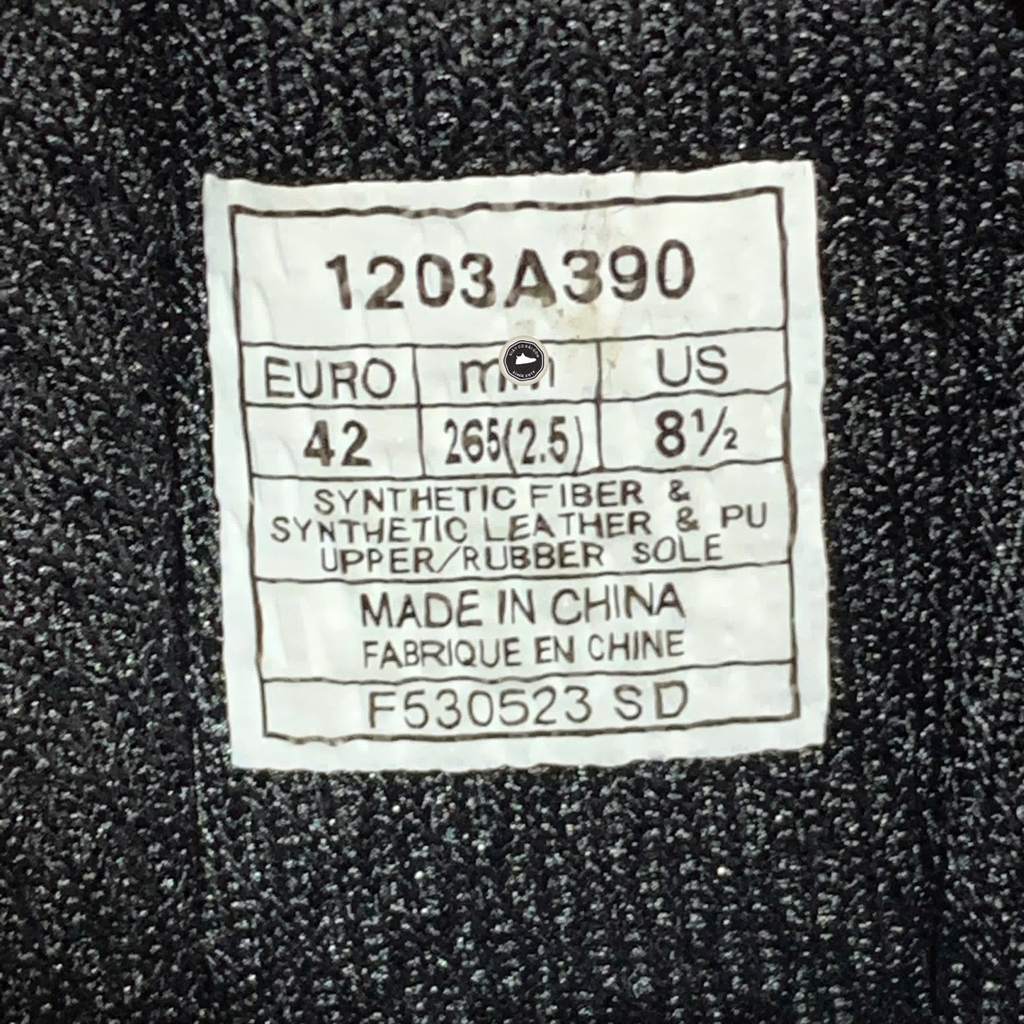 1203A390
EURO mm US
42 265(2.5) 8½
SYNTHETIC FIBER &
SYNTHETIC LEATHER & PU
UPPER/RUBBER SOLE
MADE IN CHINA
FABRIQUE EN CHINE
F530523 SD